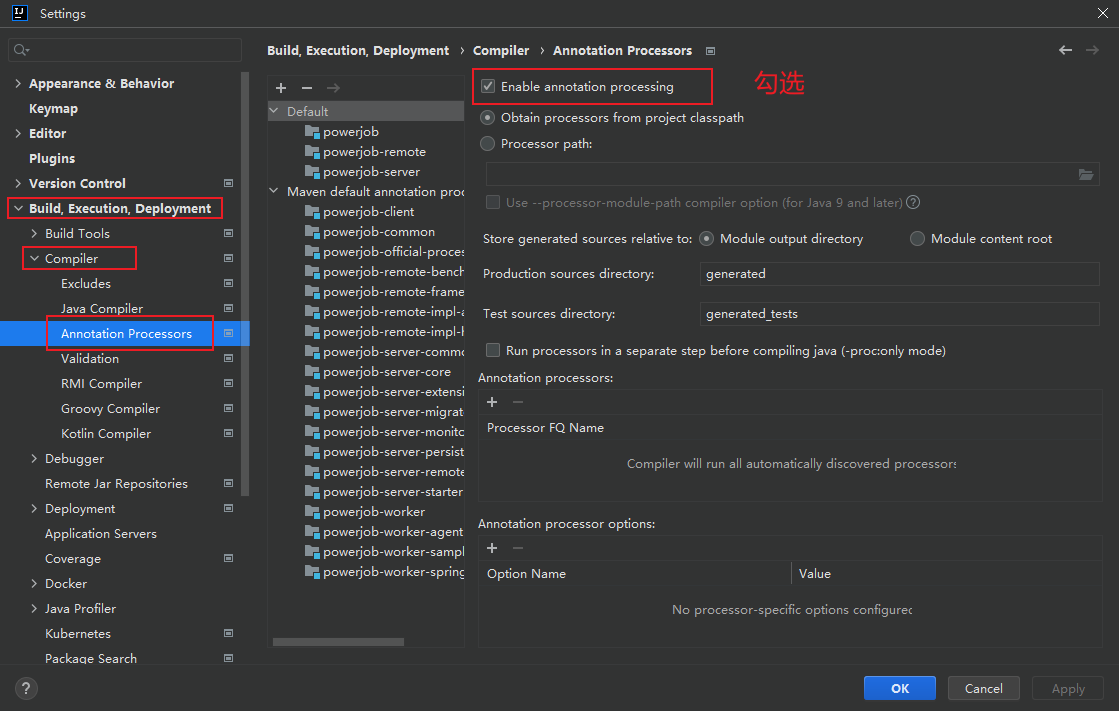 Settings
Appearance & Behavior
Keymap
Editor
Plugins
Version Control
Build, Execution, Deployment
Build Tools
Compiler
Excludes
Java Compiler
Annotation Processors
Validation
RMI Compiler
Groovy Compiler
Kotlin Compiler
Debugger
Remote Jar Repositories
Deployment
Application Servers
Coverage
Docker
Java Profiler
Kubernetes
Package Search
Build, Execution, Deployment › Compiler › Annotation Processors
Default
powerjob
powerjob-remote
powerjob-server
Maven default annotation proc
powerjob-client
powerjob-common
powerjob-official-proces
powerjob-remote-bench
powerjob-remote-frame
powerjob-remote-impl-a
powerjob-remote-impl-h
powerjob-server-commo
powerjob-server-core
powerjob-server-extensi
powerjob-server-migrat
powerjob-server-monito
powerjob-server-persist
powerjob-server-remote
powerjob-server-starter
powerjob-worker
powerjob-worker-agent
powerjob-worker-sampl
powerjob-worker-spring
Enable annotation processing
勾选
Obtain processors from project classpath
Processor path:
Use --processor-module-path compiler option (for Java 9 and later) ?
Store generated sources relative to: Module output directory Module content root
Production sources directory: generated
Test sources directory: generated_tests
Run processors in a separate step before compiling java (-proc:only mode)
Annotation processors:
Processor FQ Name
Compiler will run all automatically discovered processors
Annotation processor options:
Option Name Value
No processor-specific options configured
? OK Cancel Apply